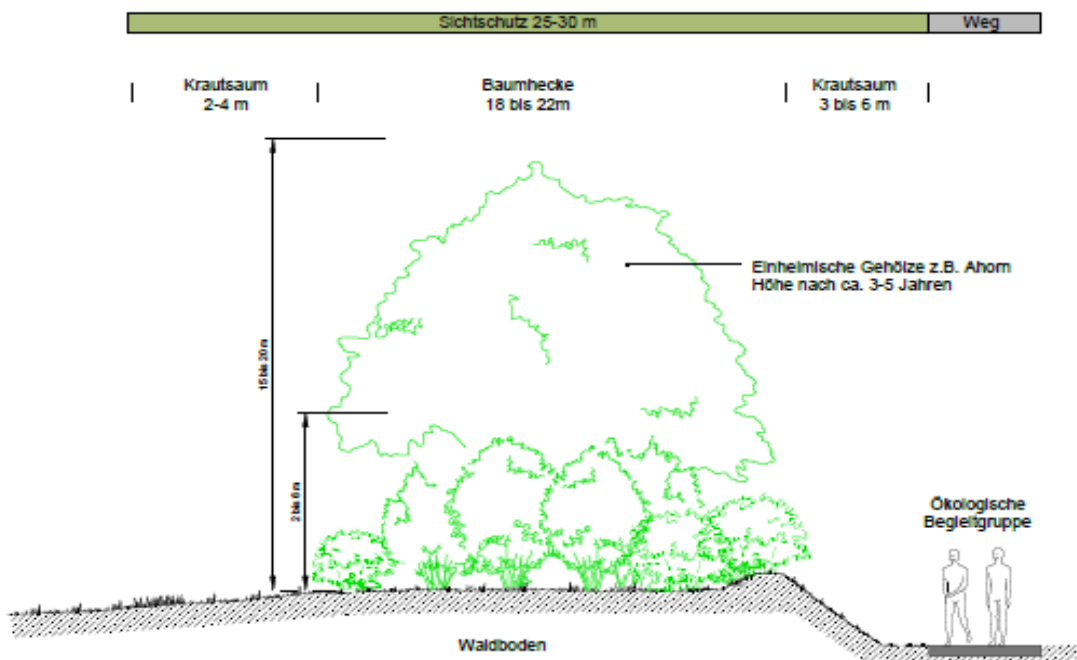 Sichtschutz 25-30 m
Weg
Krautsaum
2-4 m
Baumhecke
18 bis 22m
Krautsaum
3 bis 6 m
15 bis 20 m
Einheimische Gehölze z.B. Ahorn
Höhe nach ca. 3-5 Jahren
2 bis 6 m
Ökologische
Begleitgruppe
Waldboden